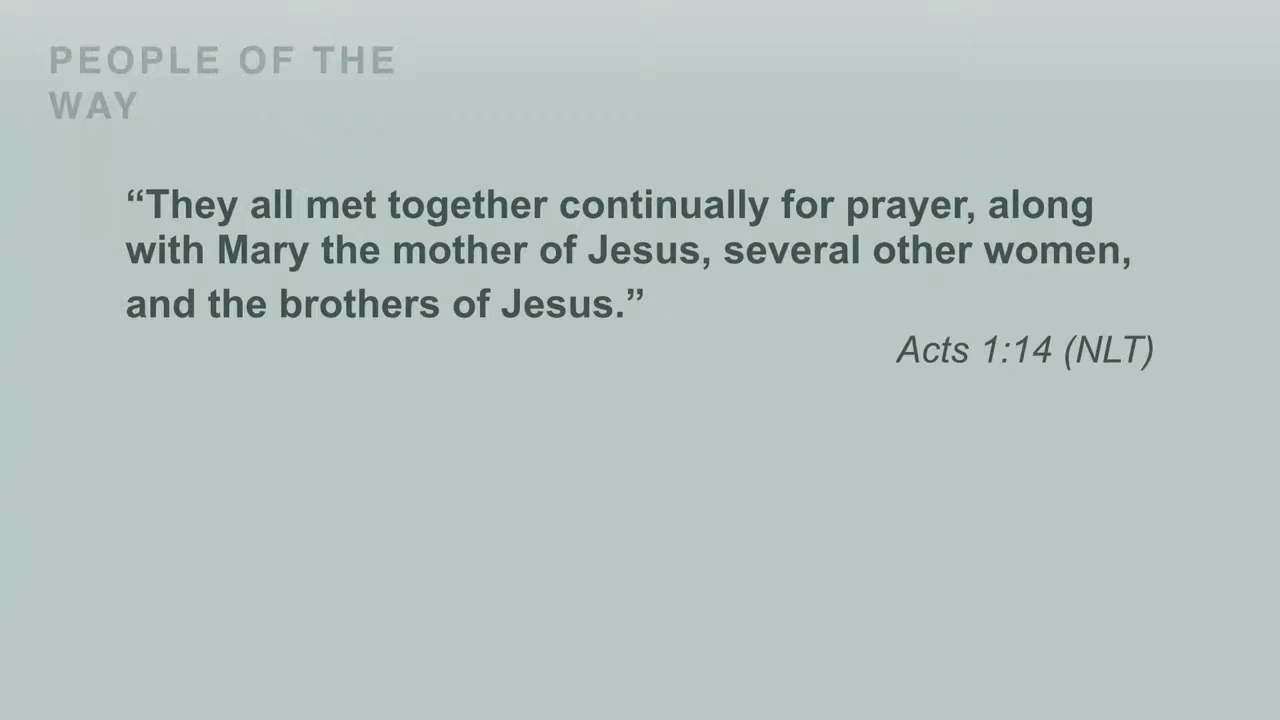 PEOPLE OF THE
WAY
“They all met together continually for prayer, along
with Mary the mother of Jesus, several other women,
and the brothers of Jesus.”
Acts 1:14 (NLT)